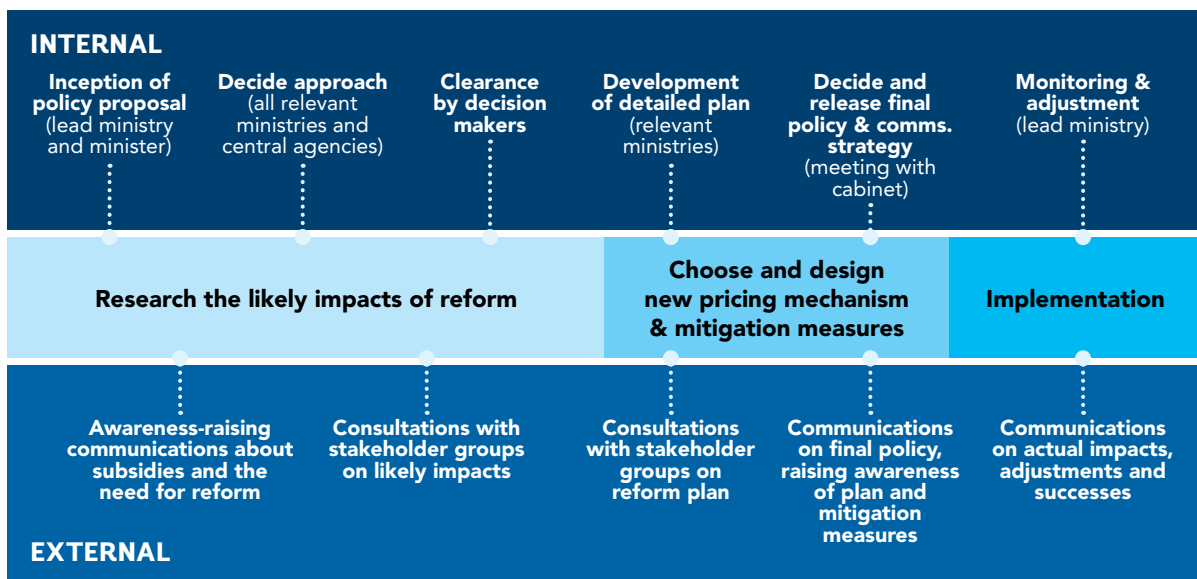 INTERNAL
Inception of
policy proposal
(lead ministry
and minister)
Decide approach
(all relevant
ministries and
central agencies)
Clearance
by decision
makers
Development
of detailed plan
(relevant
ministries)
Decide and
release final
policy & comms.
strategy
(meeting with
cabinet)
Monitoring &
adjustment
(lead ministry)
Research the likely impacts of reform
Choose and design
new pricing mechanism
& mitigation measures
Implementation
Awareness-raising
communications about
subsidies and the
need for reform
Consultations with
stakeholder groups
on likely impacts
Consultations
with stakeholder
groups on
reform plan
Communications
on final policy,
raising awareness
of plan and
mitigation
measures
Communications
on actual impacts,
adjustments and
successes
EXTERNAL